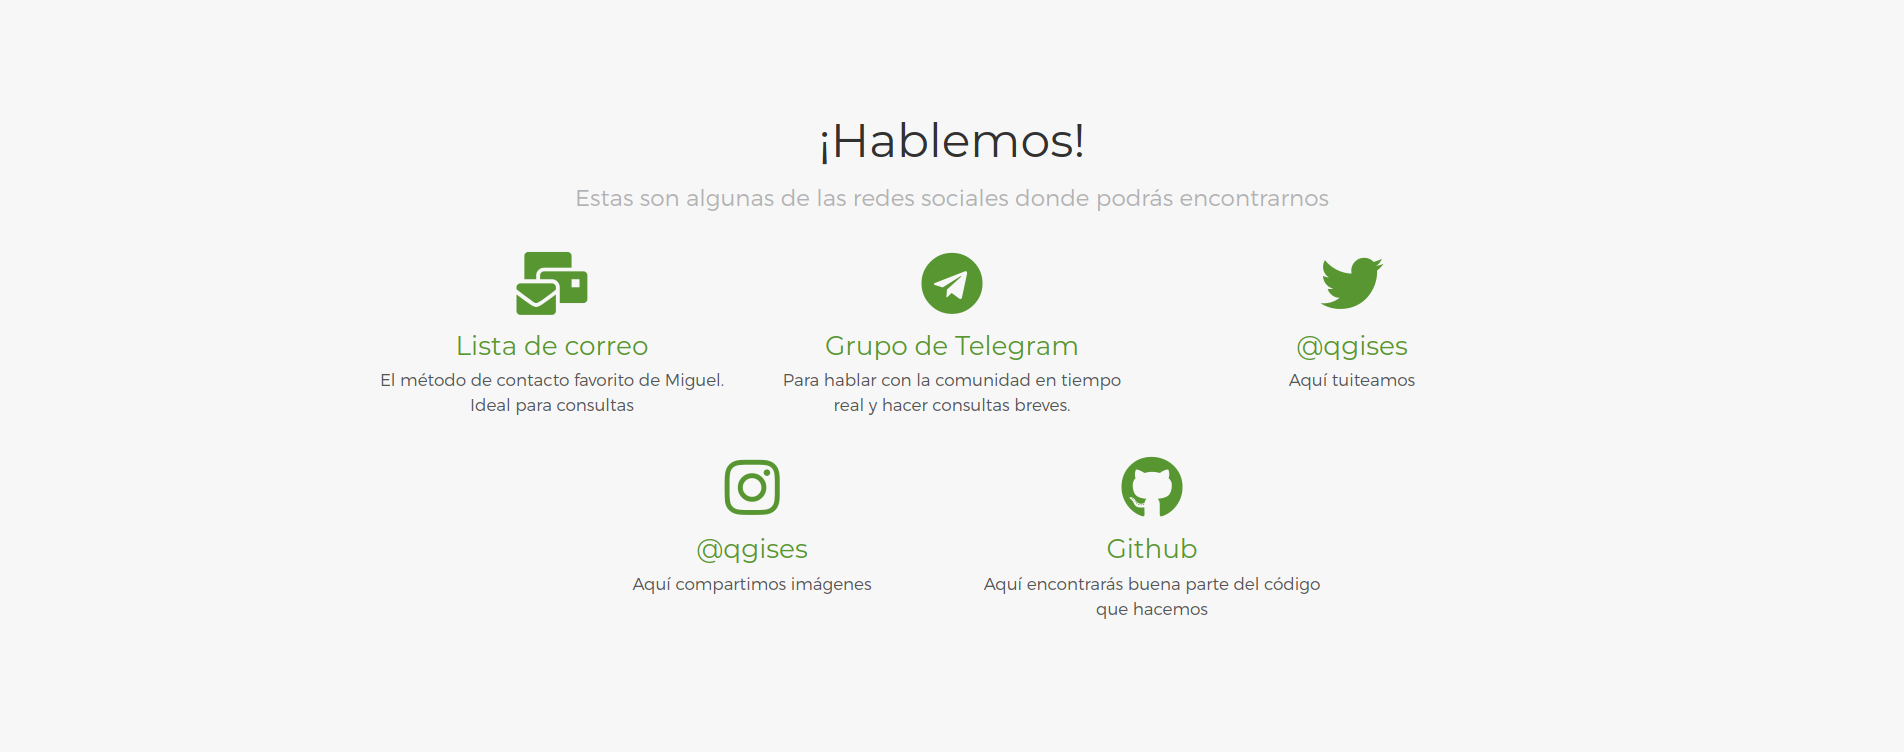 ¡Hablemos!
Estas son algunas de las redes sociales donde podrás encontrarnos
Lista de correo
El método de contacto favorito de Miguel.
Ideal para consultas
Grupo de Telegram
Para hablar con la comunidad en tiempo
real y hacer consultas breves.
@qgises
Aquí tuiteamos
@qgises
Aquí compartimos imágenes
Github
Aquí encontrarás buena parte del código
que hacemos